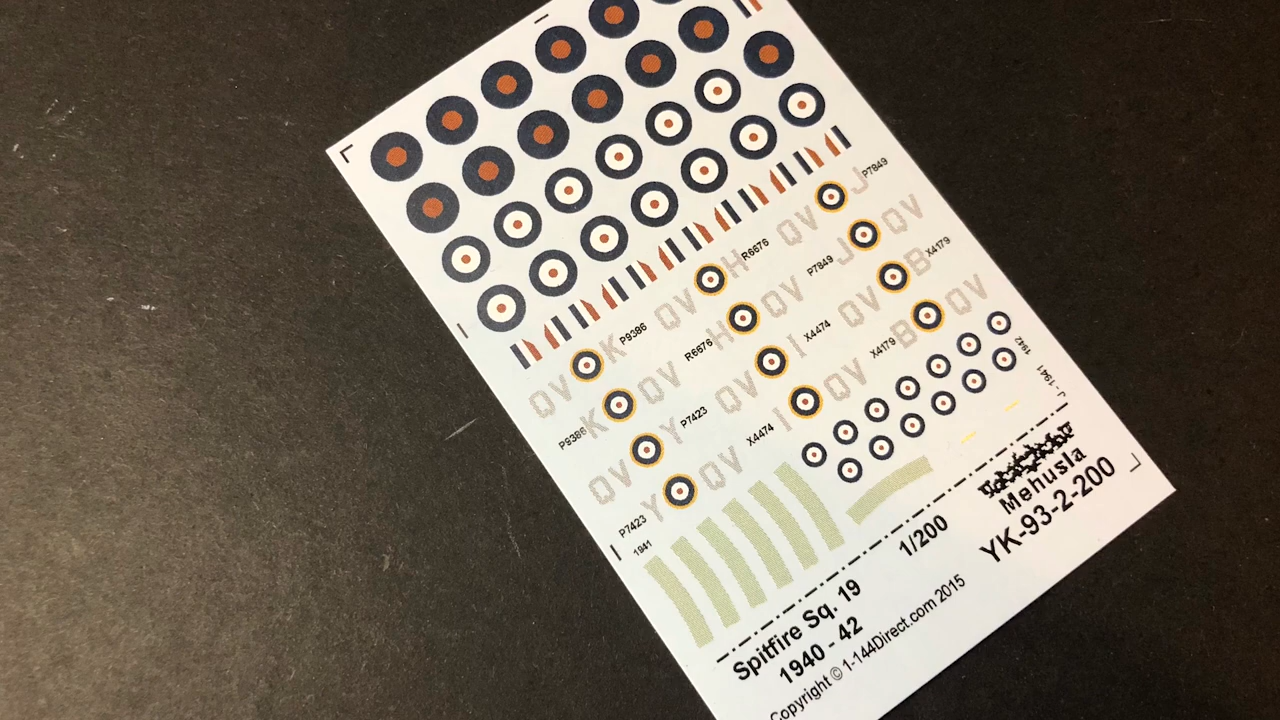 QV J P7849
QV H R6676
P7849 J QV
QV K P9386
R6676 H QV
QV B X4179
P9386 K QV
QV I X4474
X4179 B QV
QV Y P7423
X4474 I QV
P7423 Y QV
1942
J - 1941
1941
Mehusla
YK-93-2-200
1/200
Spitfire Sq. 19
1940 - 42
Copyright © 1-144Direct.com 2015